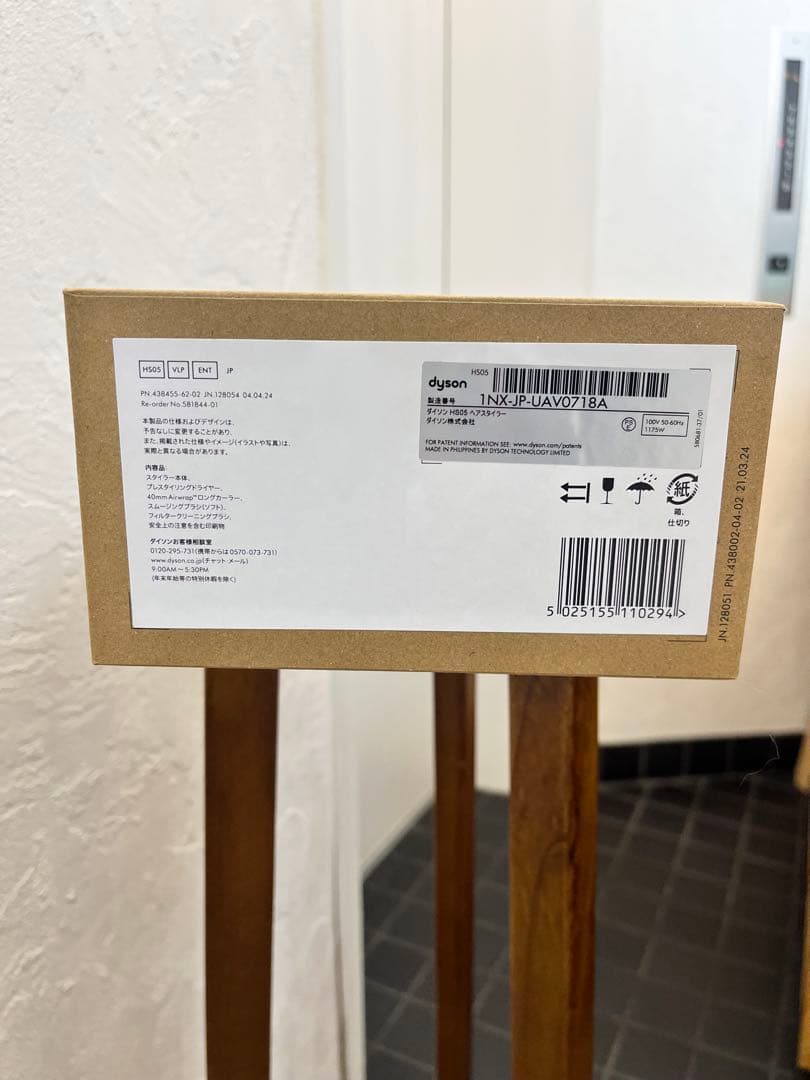 HS05 VLP ENT JP
PN.438455-62-02 JN.128054 04.04.24
Re-order No.581844-01
本製品の仕様およびデザインは、
予告なしに変更することがあり、
また、掲載された仕様やイメージ(イラストや写真)は、
実際と異なる場合があります。
内容品:
スタイラー本体、
プレスタイリングドライヤー、
40mm Airwrap™ロングカーラー、
スムージングブラシ(ソフト)、
フィルタークリーニングブラシ、
安全上の注意を含む印刷物
ダイソンお客様相談室
0120-295-731(携帯からは0570-073-731)
www.dyson.co.jp(チャット・メール)
9:00AM～5:30PM
(年末年始等の特別休暇を除く)
dyson
HS05
製造番号
1NX-JP-UAV0718A
ダイソン HS05 ヘアスタイラー
ダイソン株式会社
PS
E
100V 50-60Hz
1175W
FOR PATENT INFORMATION SEE: www.dyson.com/patents
MADE IN PHILIPPINES BY DYSON TECHNOLOGY LIMITED
580681-37/01
紙
箱、
仕切り
5 025155 110294 >
JN.128051 PN.438002-04-02 21.03.24